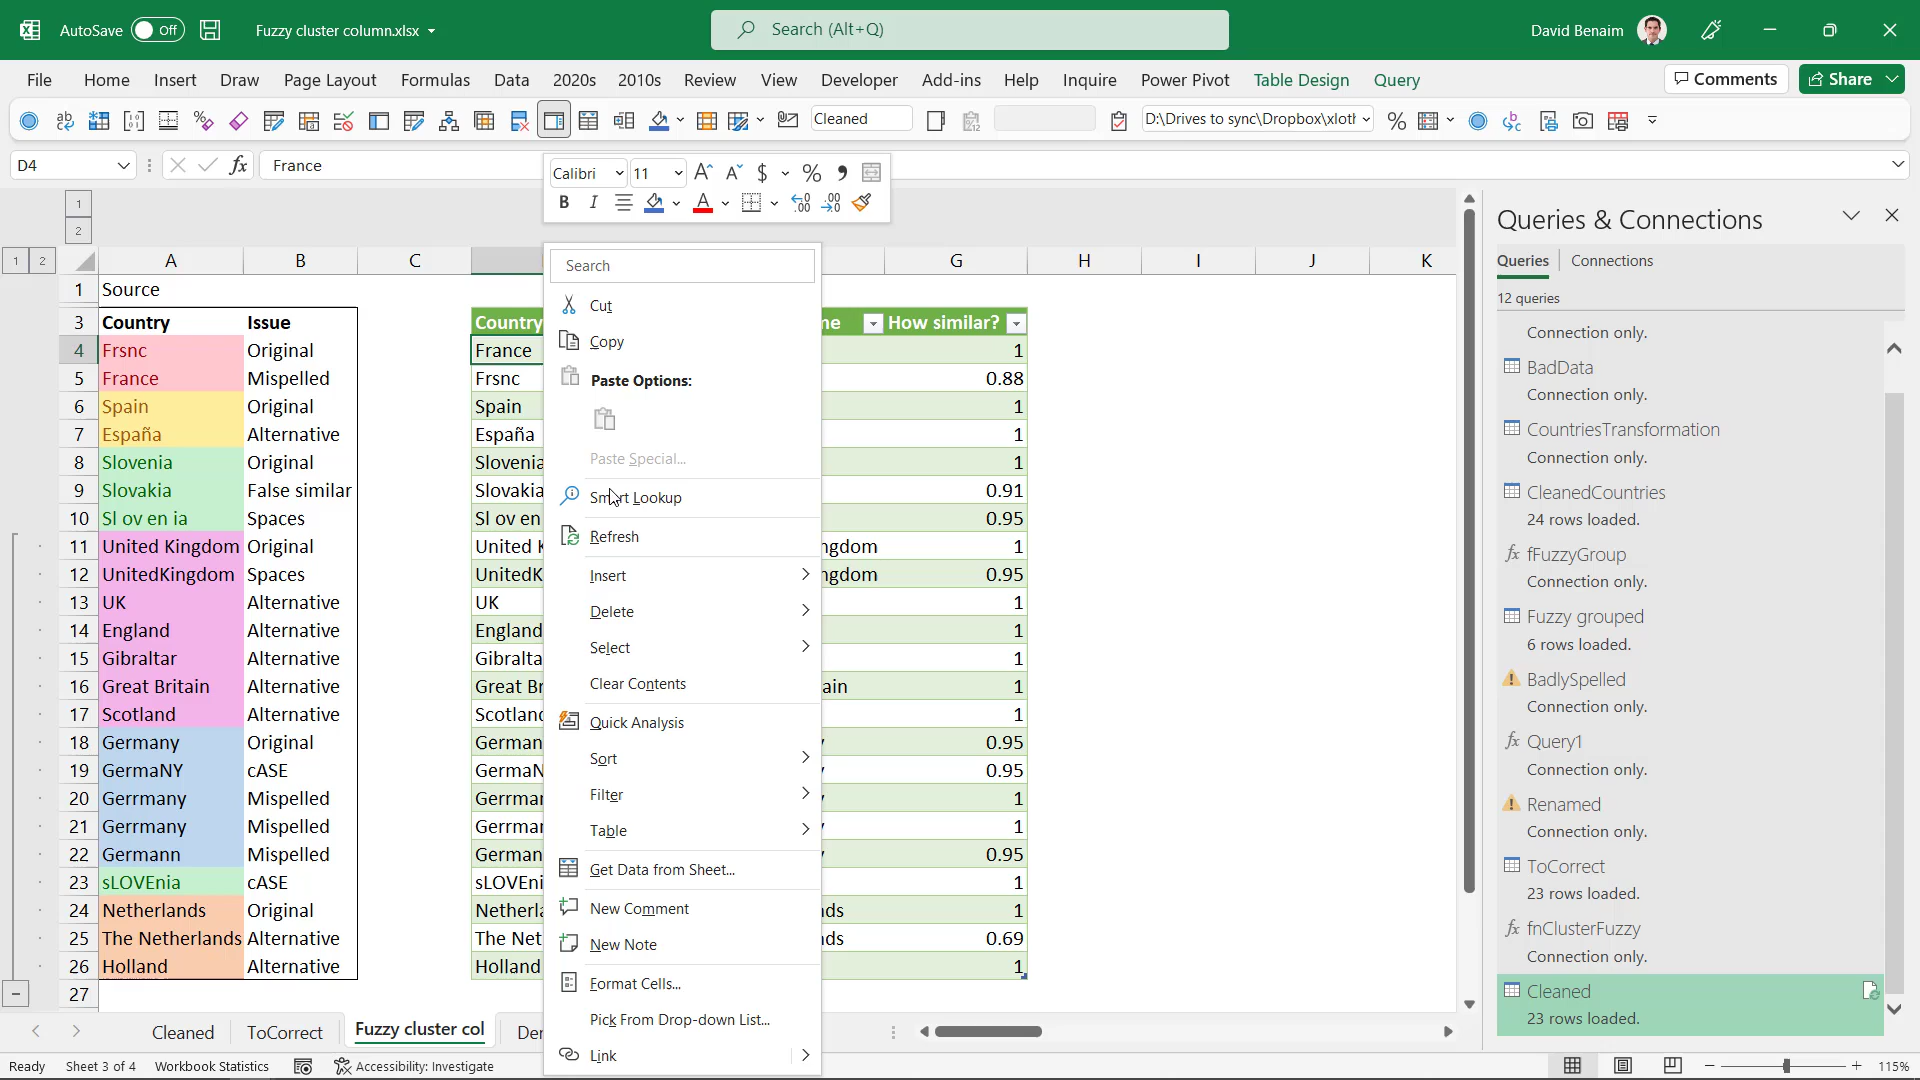 AutoSave Off Fuzzy cluster column.xlsx Search (Alt+Q) David Benaim
File Home Insert Draw Page Layout Formulas Data 2020s 2010s Review View Developer Add-ins Help Inquire Power Pivot Table Design Query Comments Share
Cleaned D:\Drives to sync\Dropbox\xloth
D4 fx France
Calibri 11
B I A
1
2
1 2
A B C G H I J K
1 Source
3 Country Issue Country me How similar?
4 Frsnc Original France 1
5 France Mispelled Frsnc 0.88
6 Spain Original Spain 1
7 España Alternative España 1
8 Slovenia Original Slovenia 1
9 Slovakia False similar Slovakia 0.91
10 Sl ov en ia Spaces Sl ov en 0.95
11 United Kingdom Original United K ngdom 1
12 UnitedKingdom Spaces UnitedK ngdom 0.95
13 UK Alternative UK 1
14 England Alternative England 1
15 Gibraltar Alternative Gibralta 1
16 Great Britain Alternative Great Br ain 1
17 Scotland Alternative Scotland 1
18 Germany Original German y 0.95
19 GermaNY cASE GermaN y 0.95
20 Gerrmany Mispelled Gerrmar y 1
21 Gerrmany Mispelled Gerrmar y 1
22 Germann Mispelled German y 0.95
23 sLOVEnia cASE sLOVEni 1
24 Netherlands Original Netherla nds 1
25 The Netherlands Alternative The Net nds 0.69
26 Holland Alternative Holland 1
27
Search
Cut
Copy
Paste Options:
Paste Special...
Smart Lookup
Refresh
Insert
Delete
Select
Clear Contents
Quick Analysis
Sort
Filter
Table
Get Data from Sheet...
New Comment
New Note
Format Cells...
Pick From Drop-down List...
Link
Queries & Connections
Queries Connections
12 queries
Connection only.
BadData
Connection only.
CountriesTransformation
Connection only.
CleanedCountries
24 rows loaded.
fx fFuzzyGroup
Connection only.
Fuzzy grouped
6 rows loaded.
BadlySpelled
Connection only.
fx Query1
Connection only.
Renamed
Connection only.
ToCorrect
23 rows loaded.
fx fnClusterFuzzy
Connection only.
Cleaned
23 rows loaded.
Cleaned ToCorrect Fuzzy cluster col
Ready Sheet 3 of 4 Workbook Statistics Accessibility: Investigate 115%